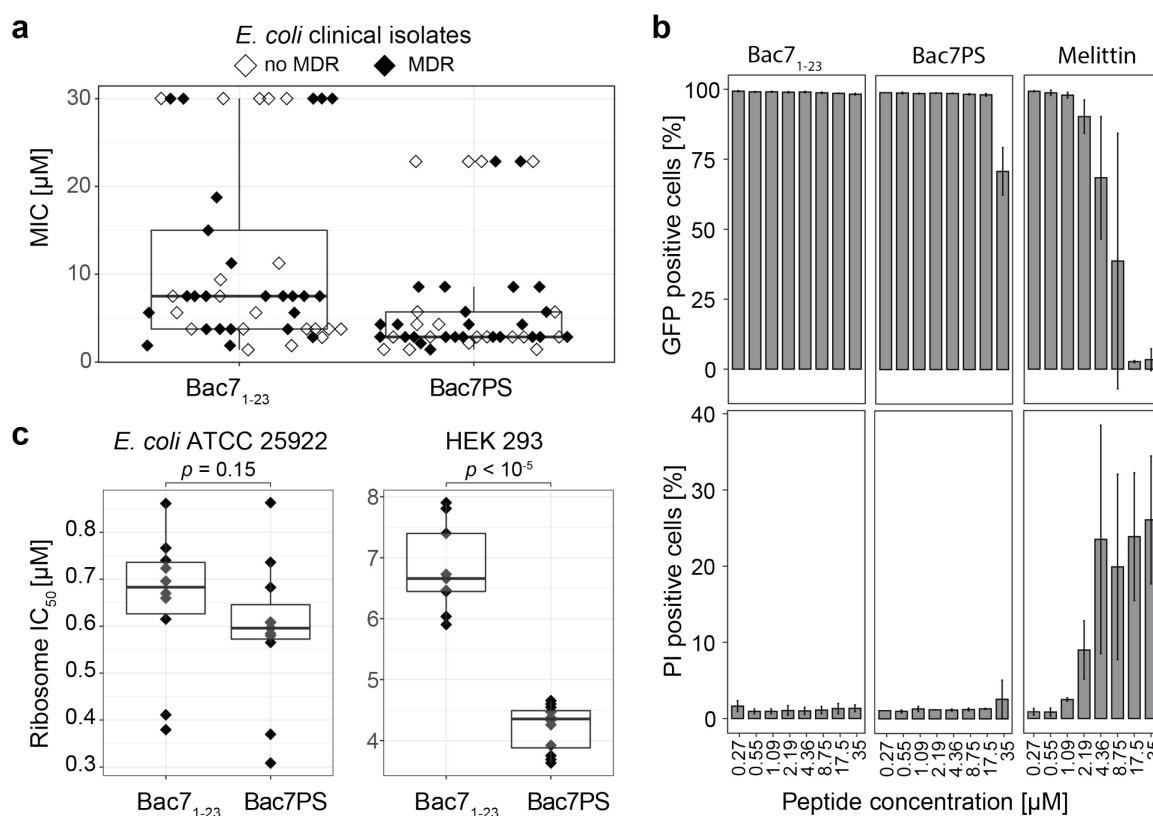 a
E. coli clinical isolates
no MDR MDR
MIC [µM]
30
20
10
0
Bac7₁₋₂₃ Bac7PS
b
Bac7₁₋₂₃ Bac7PS Melittin
GFP positive cells [%]
100
75
50
25
0
PI positive cells [%]
40
30
20
10
0
0.27 0.55 1.09 2.19 4.36 8.75 17.5 35 0.27 0.55 1.09 2.19 4.36 8.75 17.5 35 0.27 0.55 1.09 2.19 4.36 8.75 17.5 35
Peptide concentration [µM]
c
E. coli ATCC 25922 HEK 293
p = 0.15 p < 10⁻⁵
Ribosome IC₅₀ [µM]
0.8
0.7
0.6
0.5
0.4
0.3
8
7
6
5
4
Bac7₁₋₂₃ Bac7PS Bac7₁₋₂₃ Bac7PS